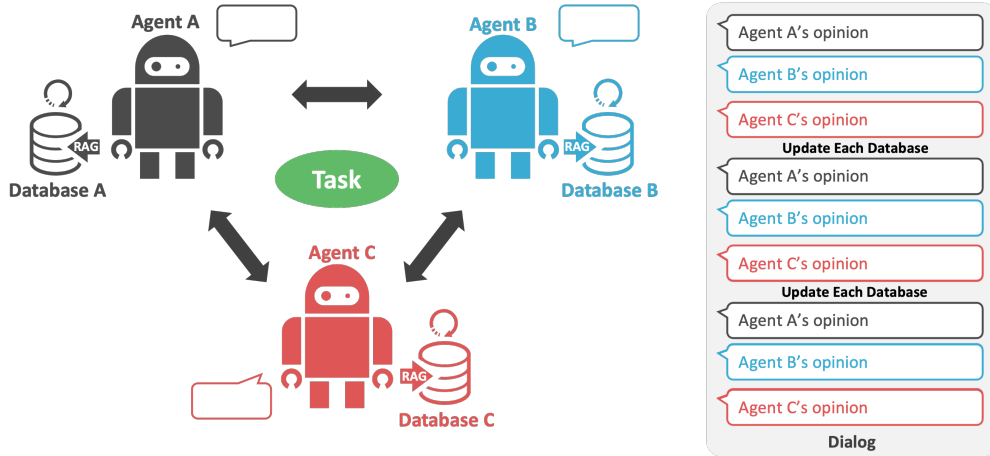 Agent A
Agent B
RAG
Database A
RAG
Database B
Task
Agent C
RAG
Database C
Agent A's opinion
Agent B's opinion
Agent C's opinion
Update Each Database
Agent A's opinion
Agent B's opinion
Agent C's opinion
Update Each Database
Agent A's opinion
Agent B's opinion
Agent C's opinion
Dialog